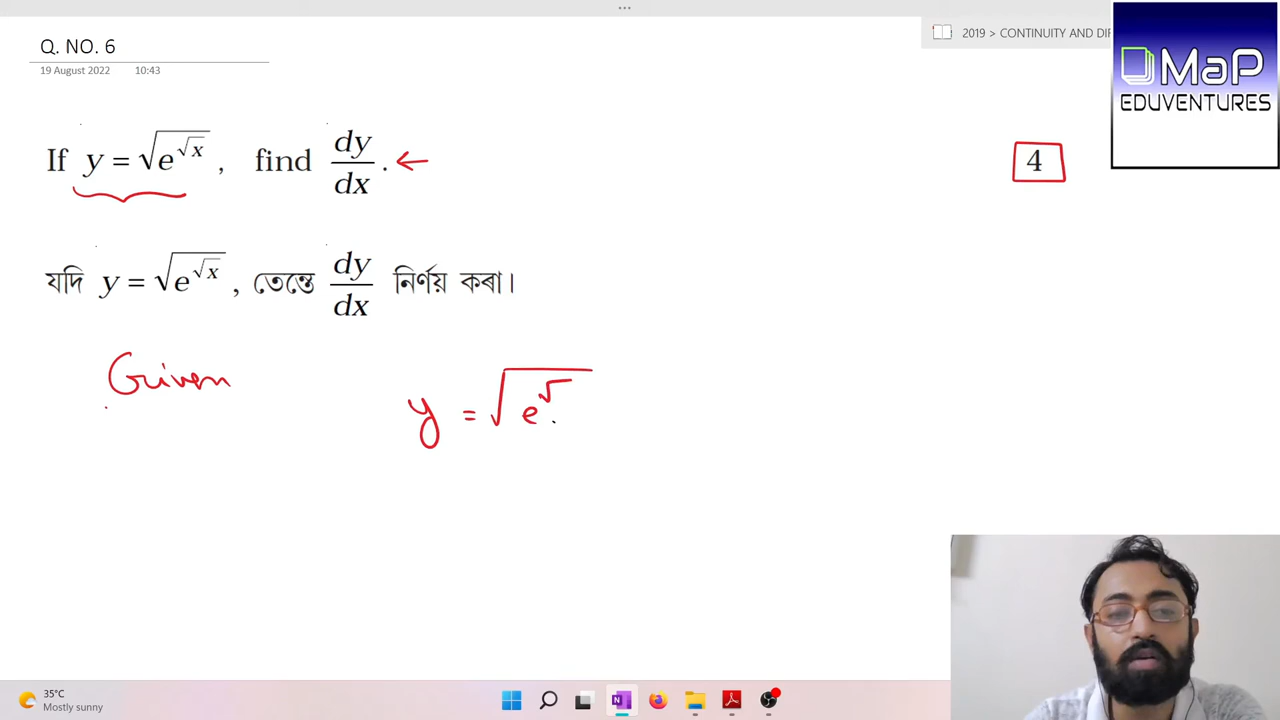 Q. NO. 6
19 August 2022 10:43
2019 > CONTINUITY AND DIF
MaP
EDUVENTURES
If y = √(e^√x), find dy/dx. ←
4
যদি y = √(e^√x), তেন্তে dy/dx নিৰ্ণয় কৰা।
Given y = √(e^√
35°C
Mostly sunny